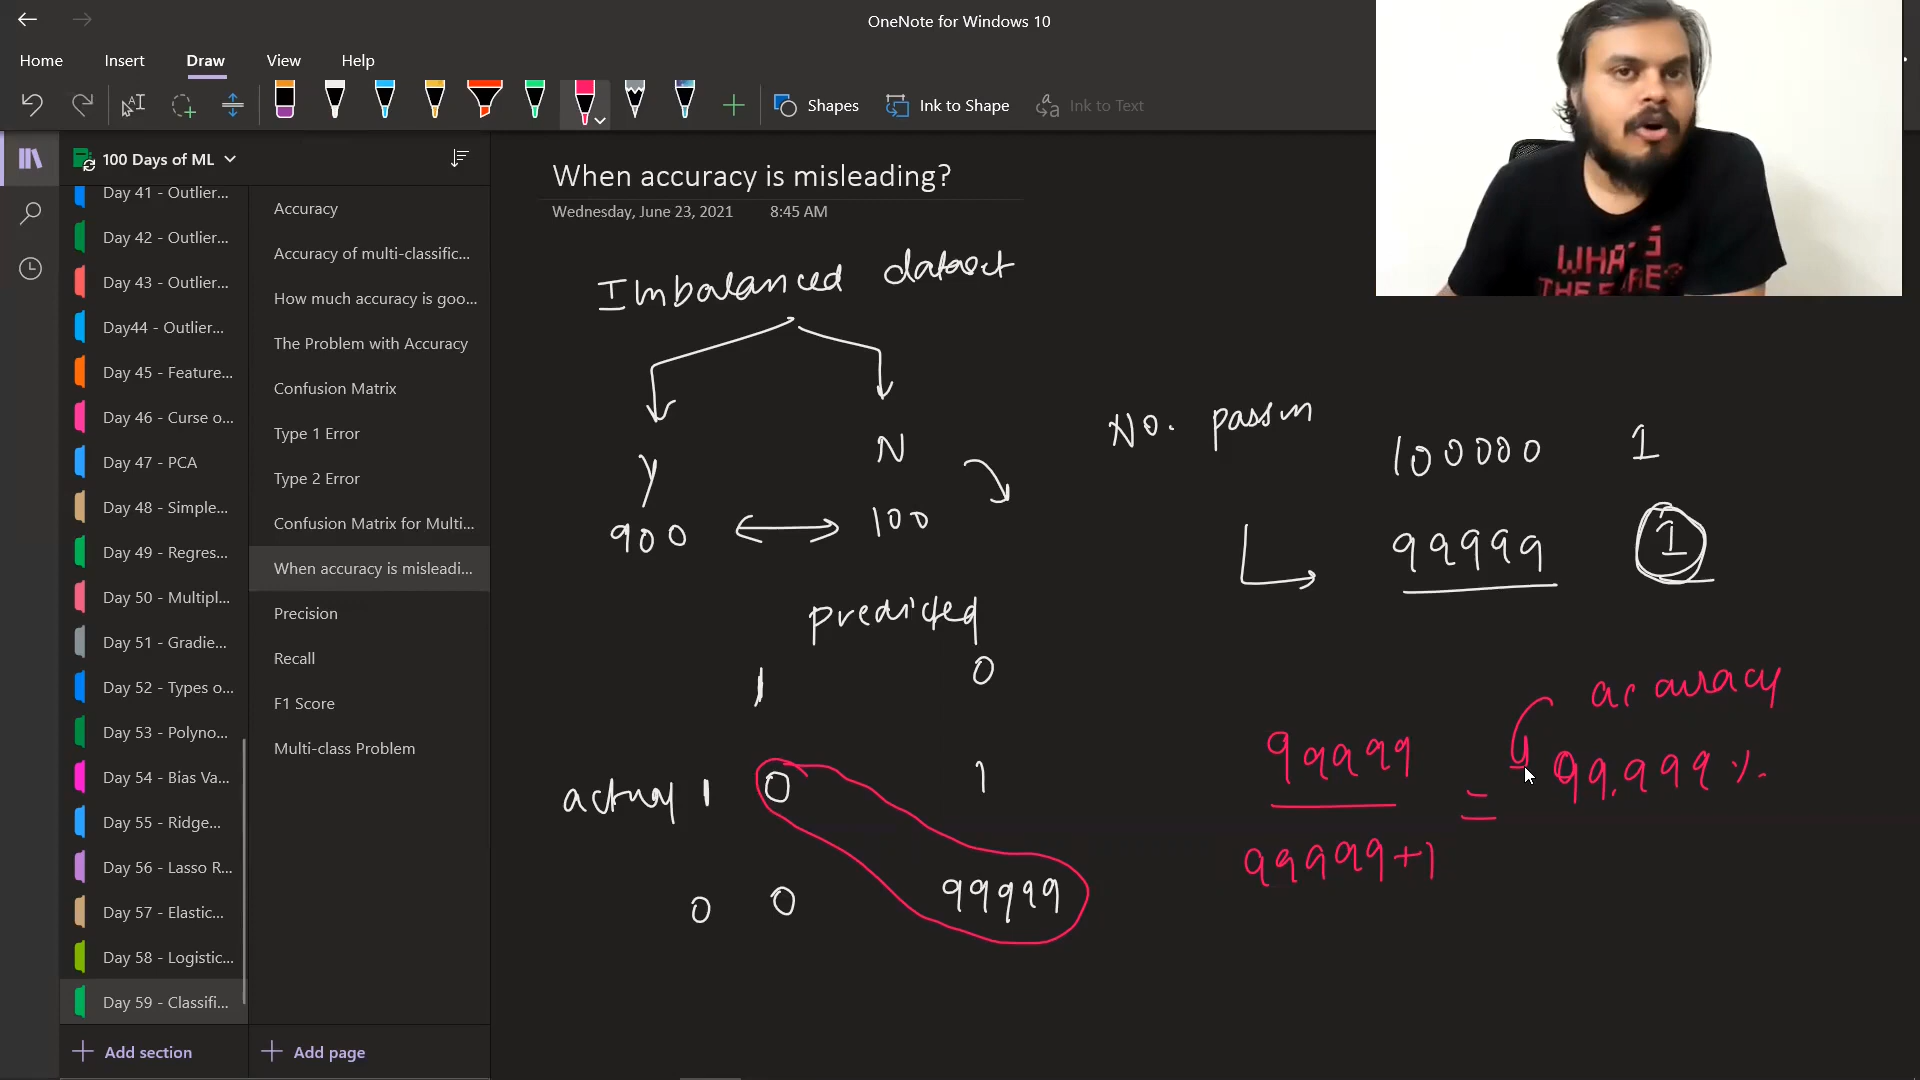 OneNote for Windows 10
Home Insert Draw View Help
Shapes Ink to Shape Ink to Text
100 Days of ML
Day 41 - Outlier...
Day 42 - Outlier...
Day 43 - Outlier...
Day44 - Outlier...
Day 45 - Feature...
Day 46 - Curse o...
Day 47 - PCA
Day 48 - Simple...
Day 49 - Regres...
Day 50 - Multipl...
Day 51 - Gradie...
Day 52 - Types o...
Day 53 - Polyno...
Day 54 - Bias Va...
Day 55 - Ridge...
Day 56 - Lasso R...
Day 57 - Elastic...
Day 58 - Logistic...
Day 59 - Classifi...
Add section
Accuracy
Accuracy of multi-classific...
How much accuracy is goo...
The Problem with Accuracy
Confusion Matrix
Type 1 Error
Type 2 Error
Confusion Matrix for Multi...
When accuracy is misleadi...
Precision
Recall
F1 Score
Multi-class Problem
Add page
When accuracy is misleading?
Wednesday, June 23, 2021 8:45 AM
Imbalanced dataset
Y N
900 100
No.
100000 1
99999 1
predicted
1 0
actual 1 0 1
0 0 99999
accuracy
99999
99999+1
= 99.999 %
WHAT'S